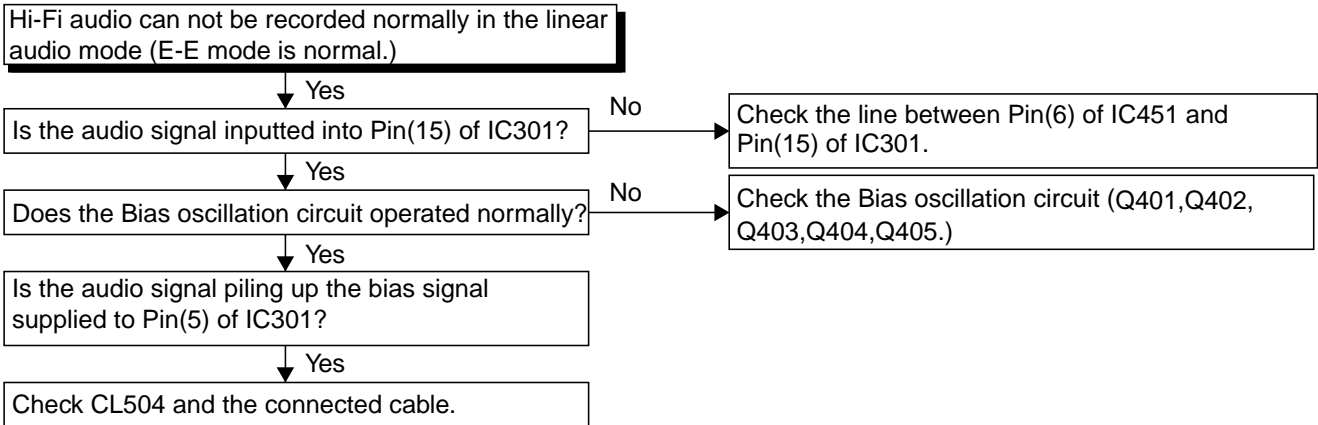 Hi-Fi audio can not be recorded normally in the linear
audio mode (E-E mode is normal.)
Yes
Is the audio signal inputted into Pin(15) of IC301?
No
Check the line between Pin(6) of IC451 and
Pin(15) of IC301.
Yes
Does the Bias oscillation circuit operated normally?
No
Check the Bias oscillation circuit (Q401,Q402,
Q403,Q404,Q405.)
Yes
Is the audio signal piling up the bias signal
supplied to Pin(5) of IC301?
Yes
Check CL504 and the connected cable.